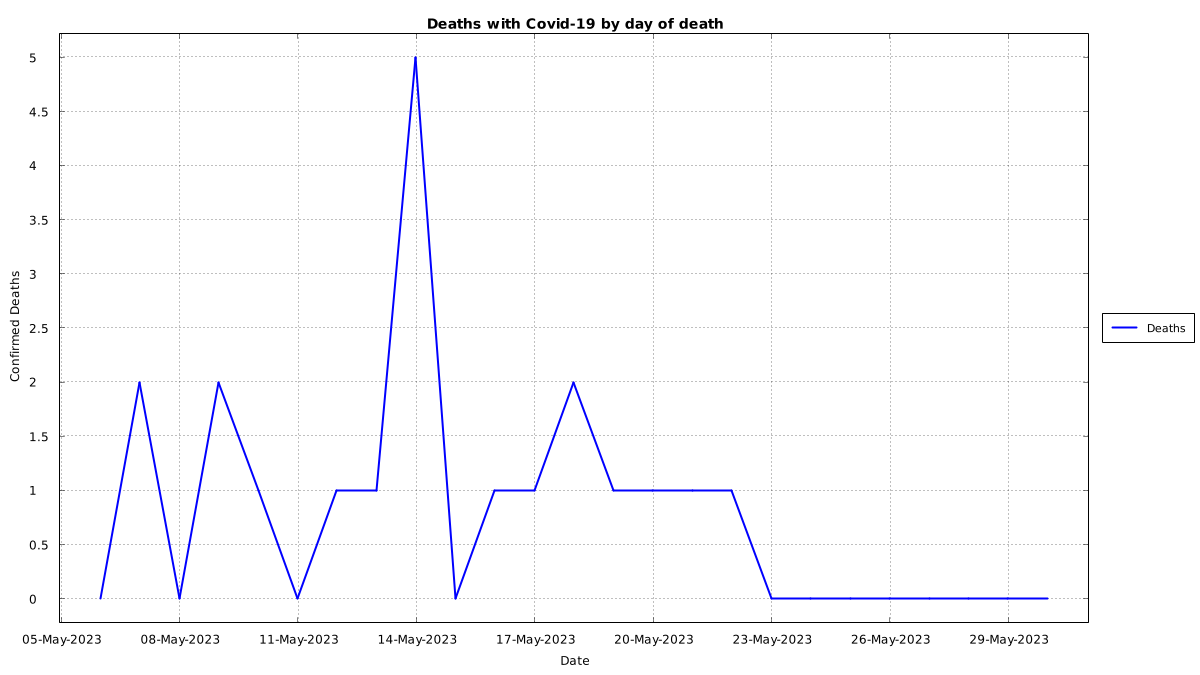 Deaths with Covid-19 by day of death
5
4.5
4
3.5
3
2.5
2
1.5
1
0.5
0
Confirmed Deaths
05-May-2023 08-May-2023 11-May-2023 14-May-2023 17-May-2023 20-May-2023 23-May-2023 26-May-2023 29-May-2023
Date
Deaths